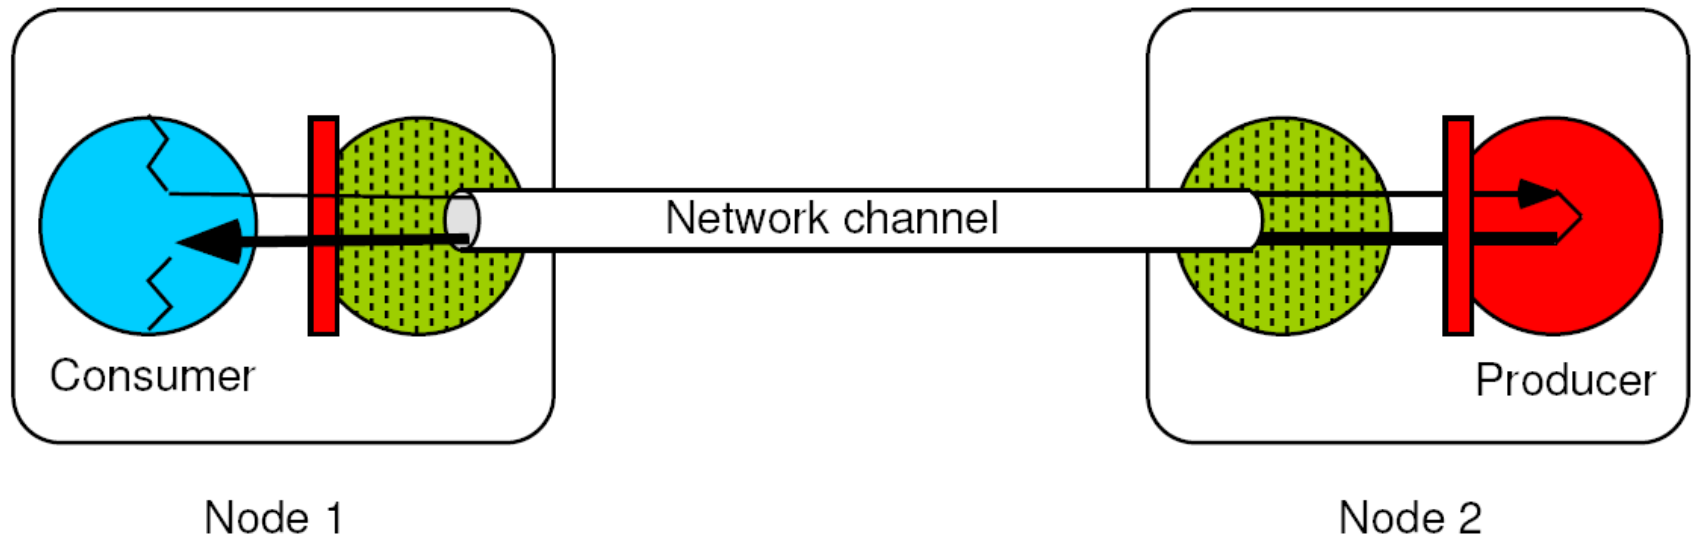 Network channel
Consumer
Producer
Node 1
Node 2